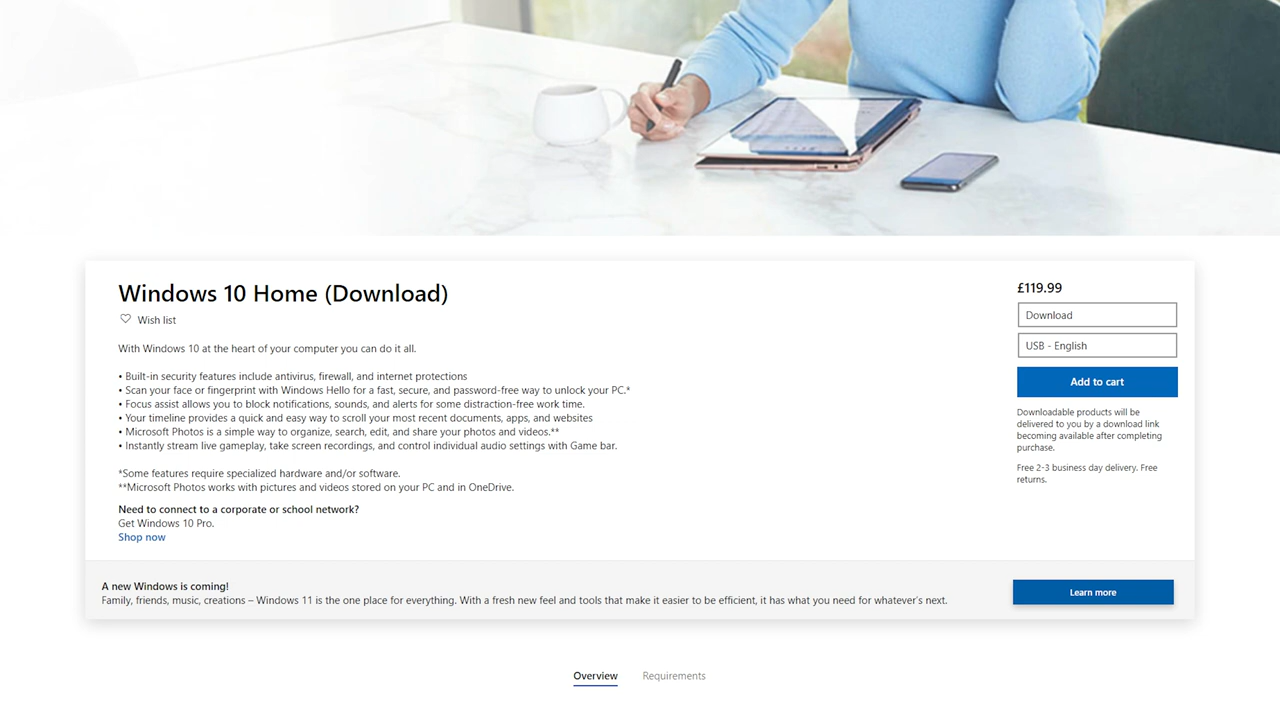 Windows 10 Home (Download)
Wish list
With Windows 10 at the heart of your computer you can do it all.
• Built-in security features include antivirus, firewall, and internet protections
• Scan your face or fingerprint with Windows Hello for a fast, secure, and password-free way to unlock your PC.*
• Focus assist allows you to block notifications, sounds, and alerts for some distraction-free work time.
• Your timeline provides a quick and easy way to scroll your most recent documents, apps, and websites
• Microsoft Photos is a simple way to organize, search, edit, and share your photos and videos.**
• Instantly stream live gameplay, take screen recordings, and control individual audio settings with Game bar.
*Some features require specialized hardware and/or software.
**Microsoft Photos works with pictures and videos stored on your PC and in OneDrive.
Need to connect to a corporate or school network?
Get Windows 10 Pro.
Shop now
£119.99
Download
USB - English
Add to cart
Downloadable products will be
delivered to you by a download link
becoming available after completing
purchase.
Free 2-3 business day delivery. Free
returns.
A new Windows is coming!
Family, friends, music, creations – Windows 11 is the one place for everything. With a fresh new feel and tools that make it easier to be efficient, it has what you need for whatever's next.
Learn more
Overview
Requirements